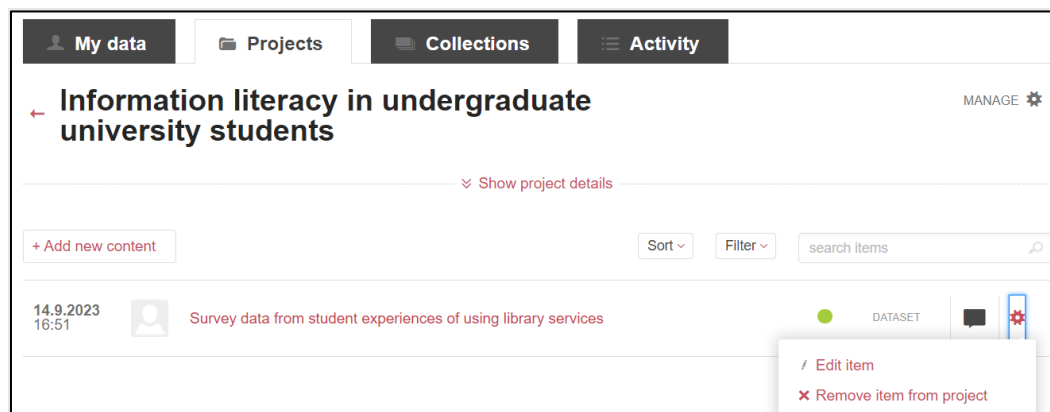 My data Projects Collections Activity
Information literacy in undergraduate
university students
MANAGE
Show project details
+ Add new content Sort Filter search items
14.9.2023
16:51
Survey data from student experiences of using library services DATASET
Edit item
Remove item from project